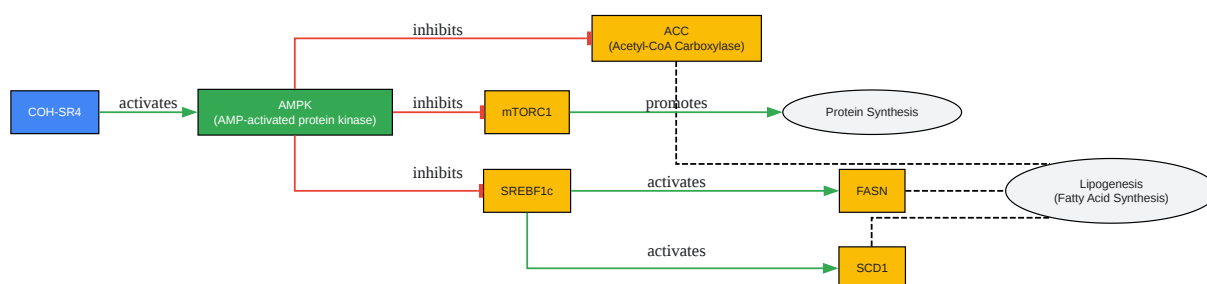 inhibits
ACC
(Acetyl-CoA Carboxylase)
COH-SR4
activates
AMPK
(AMP-activated protein kinase)
inhibits
mTORC1
promotes
Protein Synthesis
inhibits
SREBF1c
activates
FASN
Lipogenesis
(Fatty Acid Synthesis)
activates
SCD1